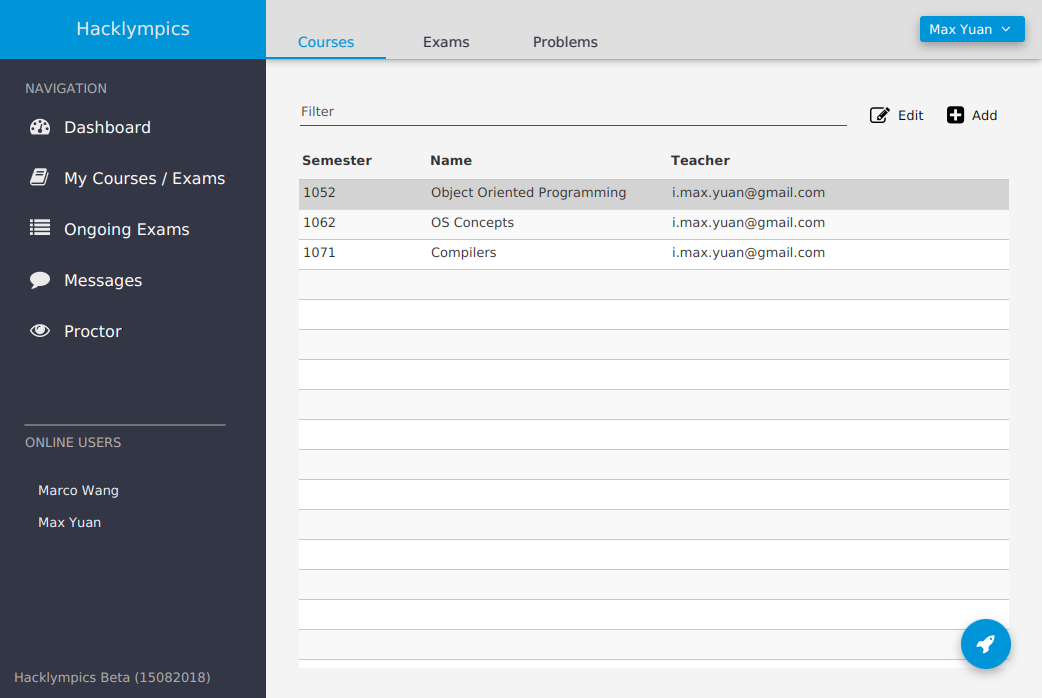 Hacklympics
Courses Exams Problems
Max Yuan
NAVIGATION
Dashboard
My Courses / Exams
Ongoing Exams
Messages
Proctor
ONLINE USERS
Marco Wang
Max Yuan
Hacklympics Beta (15082018)
Filter
Edit Add
Semester Name Teacher
1052 Object Oriented Programming i.max.yuan@gmail.com
1062 OS Concepts i.max.yuan@gmail.com
1071 Compilers i.max.yuan@gmail.com